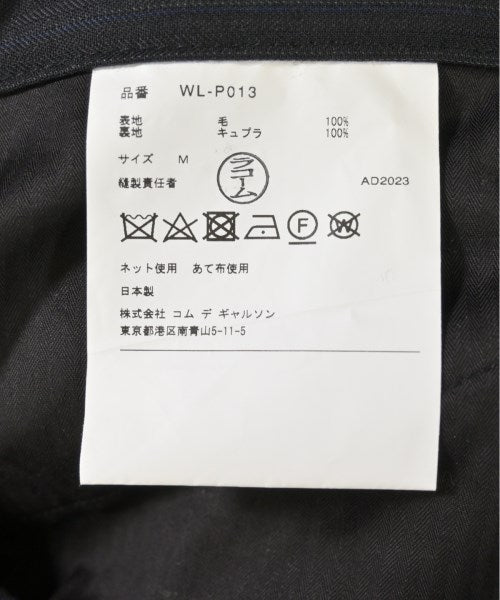 品番 WL-P013
表地 毛 100%
裏地 キュプラ 100%
サイズ M
ラコーム
縫製責任者
AD2023
F
W
ネット使用 あて布使用
日本製
株式会社 コム デ ギャルソン
東京都港区南青山5-11-5